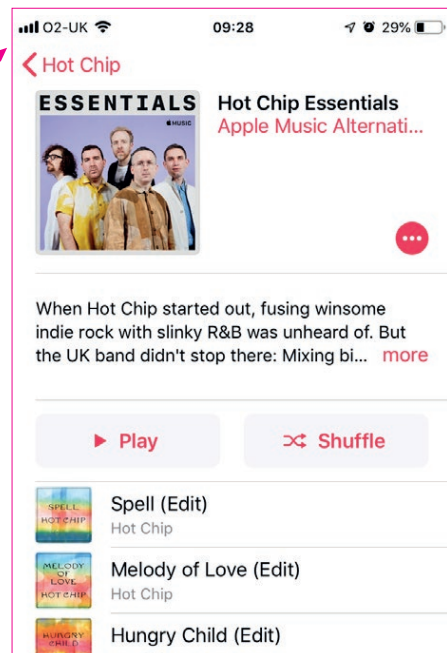 O2-UK 09:28 29%
Hot Chip
ESSENTIALS
MUSIC
Hot Chip Essentials
Apple Music Alternati...
When Hot Chip started out, fusing winsome
indie rock with slinky R&B was unheard of. But
the UK band didn't stop there: Mixing bi... more
Play Shuffle
SPELL
HOT CHIP
Spell (Edit)
Hot Chip
MELODY
OF
LOVE
HOT CHIP
Melody of Love (Edit)
Hot Chip
HUNGRY
CHILD
Hungry Child (Edit)